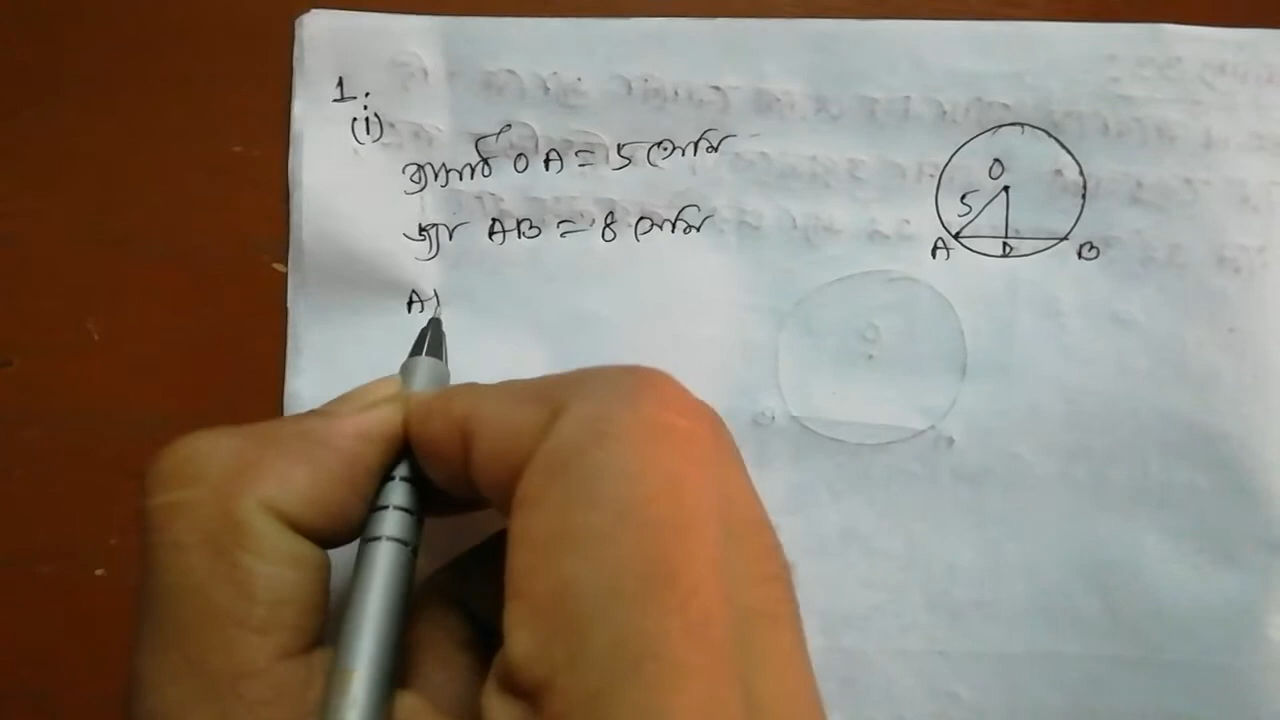 1.
(i)
ব্যাসার্ধ OA = 5 সেমি
জ্যা AB = 8 সেমি
A
O
5
A D B